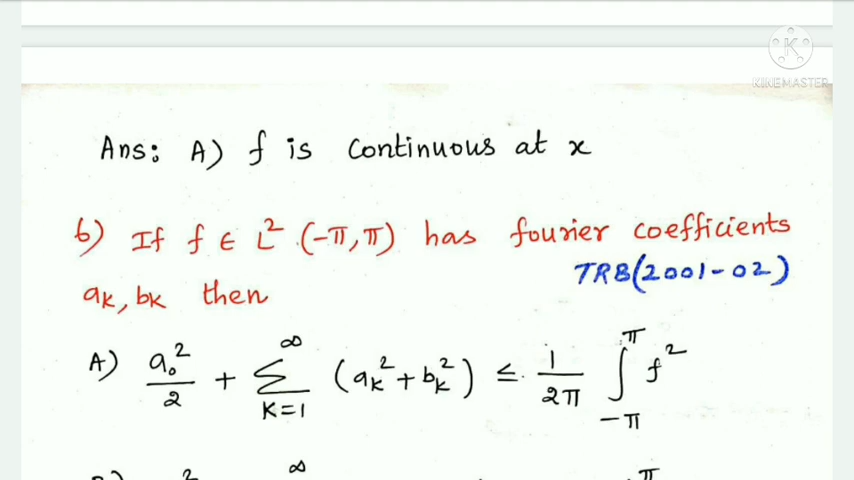 K
KINEMASTER
Ans: A) f is continuous at x
6) If f ∈ L² (-π, π) has fourier coefficients
TRB(2001-02)
aₖ, bₖ then
A) a₀²/2 + ∑_{K=1}^{∞} (aₖ² + bₖ²) ≤ 1/2π ∫_{-π}^{π} f²